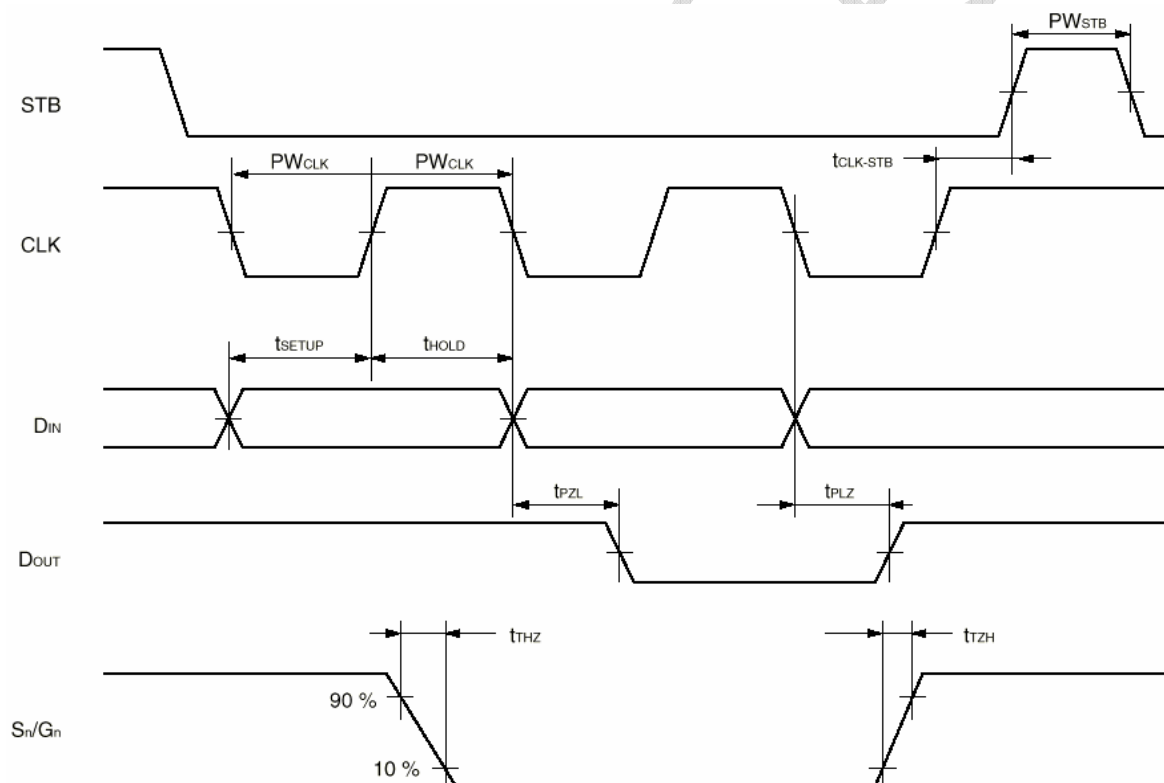 PWSTB
STB
tCLK-STB
PWCLK PWCLK
CLK
tSETUP tHOLD
DIN
tPZL tPLZ
DOUT
tTHZ tTZH
90 %
Sn/Gn
10 %